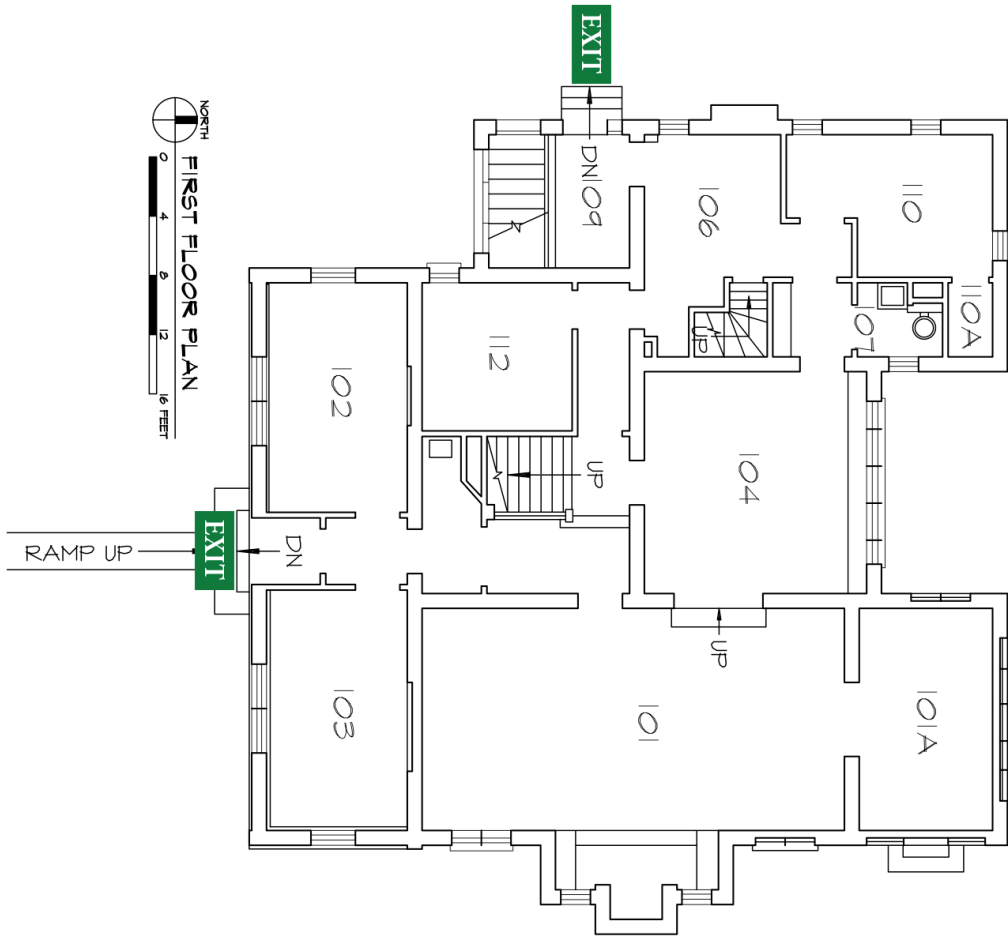 EXIT
NORTH
FIRST FLOOR PLAN
0 4 8 12 16 FEET
DN
109
106
110
110A
107
UP
112
102
104
UP
EXIT
DN
RAMP UP
UP
103
101
101A